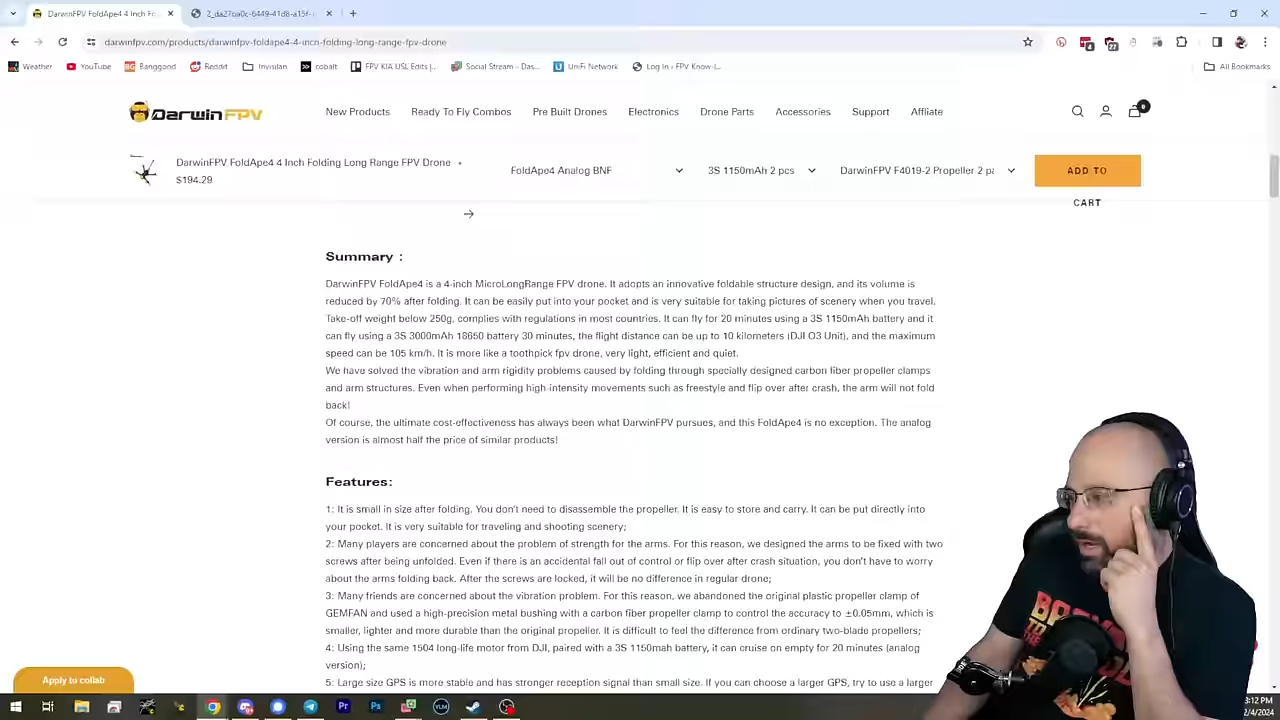 DarwinFPV FoldApe4 4 Inch Fol
2_da27ba0c-6449-41d8-a15f-
darwinfpv.com/products/darwinfpv-foldape4-4-inch-folding-long-range-fpv-drone
Weather
YouTube
BG Banggood
Reddit
Invisilan
cobalt
FPV KIA USL Edits |...
Social Stream - Das...
UniFi Network
Log In ‹ FPV Know-I...
All Bookmarks
DarwinFPV
New Products
Ready To Fly Combos
Pre Built Drones
Electronics
Drone Parts
Accessories
Support
Affliate
0
DarwinFPV FoldApe4 4 Inch Folding Long Range FPV Drone •
$194.29
FoldApe4 Analog BNF
3S 1150mAh 2 pcs
DarwinFPV F4019-2 Propeller 2 pa
ADD TO
CART
Summary :
DarwinFPV FoldApe4 is a 4-inch MicroLongRange FPV drone. It adopts an innovative foldable structure design, and its volume is
reduced by 70% after folding. It can be easily put into your pocket and is very suitable for taking pictures of scenery when you travel.
Take-off weight below 250g, complies with regulations in most countries. It can fly for 20 minutes using a 3S 1150mAh battery and it
can fly using a 3S 3000mAh 18650 battery 30 minutes, the flight distance can be up to 10 kilometers (DJI O3 Unit), and the maximum
speed can be 105 km/h. It is more like a toothpick fpv drone, very light, efficient and quiet.
We have solved the vibration and arm rigidity problems caused by folding through specially designed carbon fiber propeller clamps
and arm structures. Even when performing high-intensity movements such as freestyle and flip over after crash, the arm will not fold
back!
Of course, the ultimate cost-effectiveness has always been what DarwinFPV pursues, and this FoldApe4 is no exception. The analog
version is almost half the price of similar products!
Features:
1: It is small in size after folding. You don't need to disassemble the propeller. It is easy to store and carry. It can be put directly into
your pocket. It is very suitable for traveling and shooting scenery;
2: Many players are concerned about the problem of strength for the arms. For this reason, we designed the arms to be fixed with two
screws after being unfolded. Even if there is an accidental fall out of control or flip over after crash situation, you don't have to worry
about the arms folding back. After the screws are locked, it will be no difference in regular drone;
3: Many friends are concerned about the vibration problem. For this reason, we abandoned the original plastic propeller clamp of
GEMFAN and used a high-precision metal bushing with a carbon fiber propeller clamp to control the accuracy to ±0.05mm, which is
smaller, lighter and more durable than the original propeller. It is difficult to feel the difference from ordinary two-blade propellers;
4: Using the same 1504 long-life motor from DJI, paired with a 3S 1150mah battery, it can cruise on empty for 20 minutes (analog
version);
5: Large size GPS is more stable and has stronger reception signal than small size. If you can choose a larger GPS, try to use a larger
Apply to collab
3:12 PM
2/4/2024